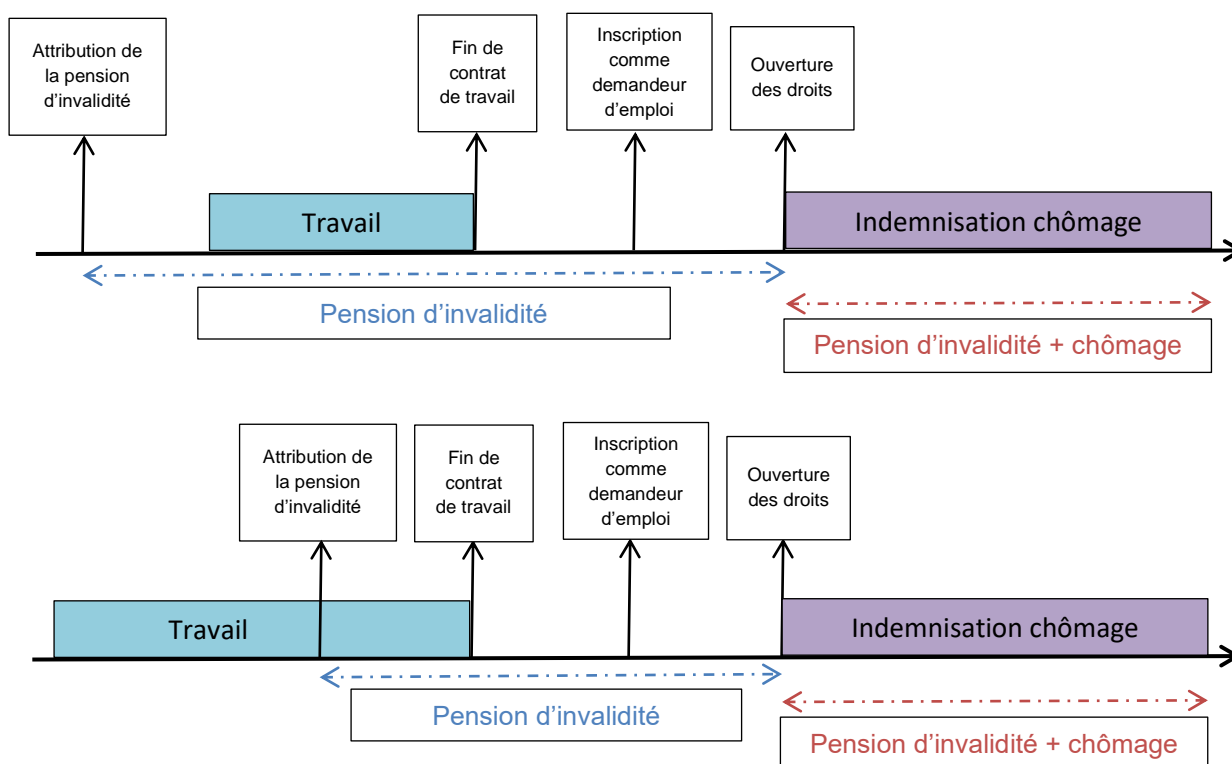 Attribution de
la pension
d'invalidité
Fin de
contrat
de travail
Inscription
comme
demandeur
d'emploi
Ouverture
des droits
Travail
Indemnisation chômage
Pension d'invalidité
Pension d'invalidité + chômage
Attribution de
la pension
d'invalidité
Fin de
contrat
de travail
Inscription
comme
demandeur
d'emploi
Ouverture
des droits
Travail
Indemnisation chômage
Pension d'invalidité
Pension d'invalidité + chômage